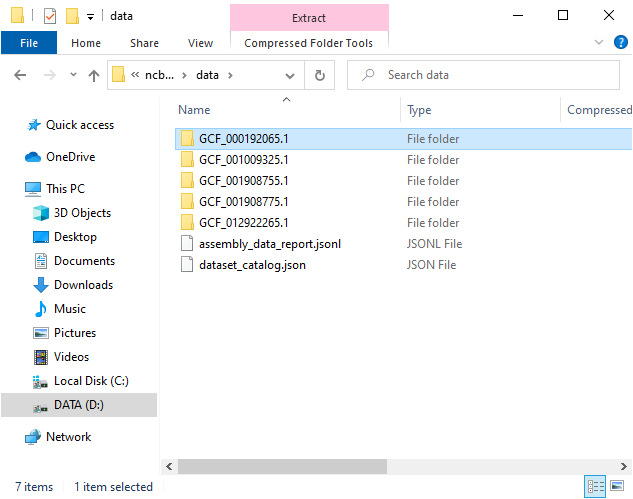 data
Extract
File
Home
Share
View
Compressed Folder Tools
ncb...
data
Search data
Name
Type
Compressed
Quick access
OneDrive
This PC
3D Objects
Desktop
Documents
Downloads
Music
Pictures
Videos
Local Disk (C:)
DATA (D:)
Network
GCF_000192065.1 File folder
GCF_001009325.1 File folder
GCF_001908755.1 File folder
GCF_001908775.1 File folder
GCF_012922265.1 File folder
assembly_data_report.jsonl JSONL File
dataset_catalog.json JSON File
7 items
1 item selected